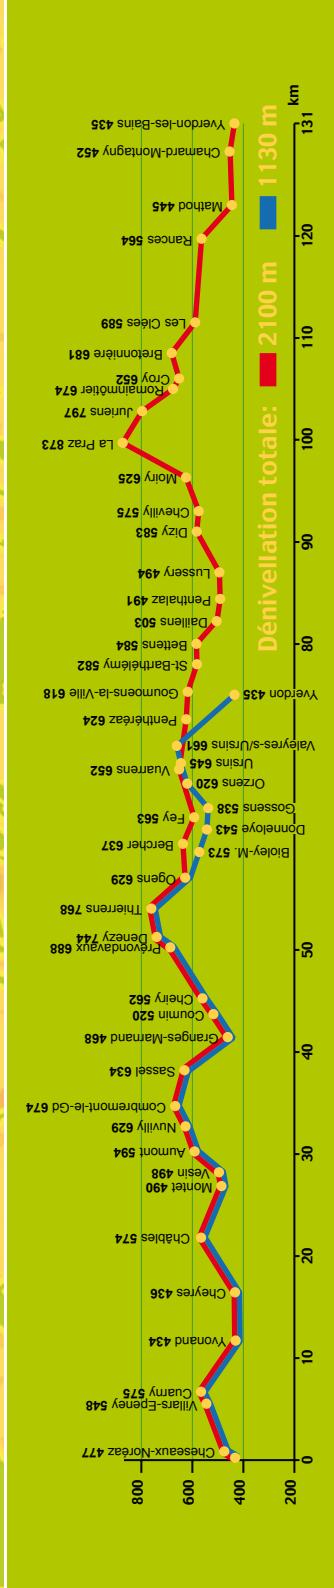 Cheseaux-Noréaz 477
Villars-Epeney 548
Cuarny 575
Yvonand 434
Cheyres 436
Châbles 574
Montet 490
Vesin 498
Aumont 594
Nuvilly 629
Combremont-le-Gd 674
Sassel 634
Granges-Marnand 468
Coumin 520
Cheiry 562
Prévondavaux 688
Denezy 744
Thierrens 768
Ogens 629
Bercher 637
Fey 563
Bioley-M. 573
Donneloye 543
Gossens 538
Orzens 620
Ursins 645
Vuarrens 652
Valeyres-s/Ursins 661
Yverdon 435
Penthéréaz 624
Goumoens-la-Ville 618
St-Barthélémy 582
Bettens 584
Daillens 503
Penthalaz 491
Lussery 494
Dizy 583
Chevilly 575
Moiry 625
La Praz 873
Juriens 797
Romainmôtier 674
Croy 652
Bretonnière 681
Les Clées 589
Rances 564
Mathod 445
Chamard-Montagny 452
Yverdon-les-Bains 435
800
600
400
200
0
10
20
30
40
50
80
90
100
110
120
131
km
Dénivellation totale: 2100 m 1130 m